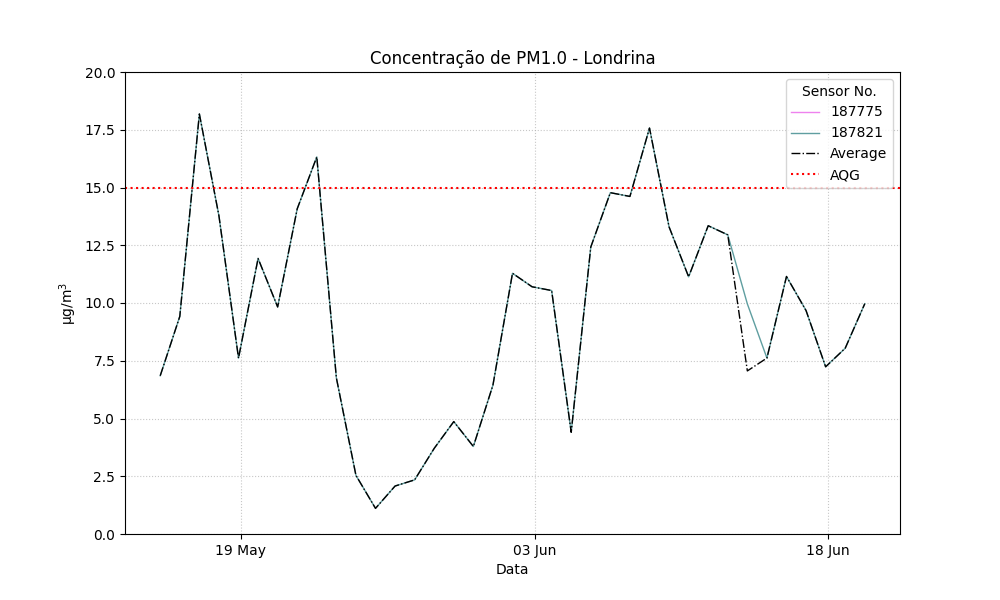 Concentração de PM1.0 - Londrina
Sensor No.
187775
187821
Average
AQG
20.0
17.5
15.0
12.5
10.0
7.5
5.0
2.5
0.0
µg/m³
19 May
03 Jun
18 Jun
Data